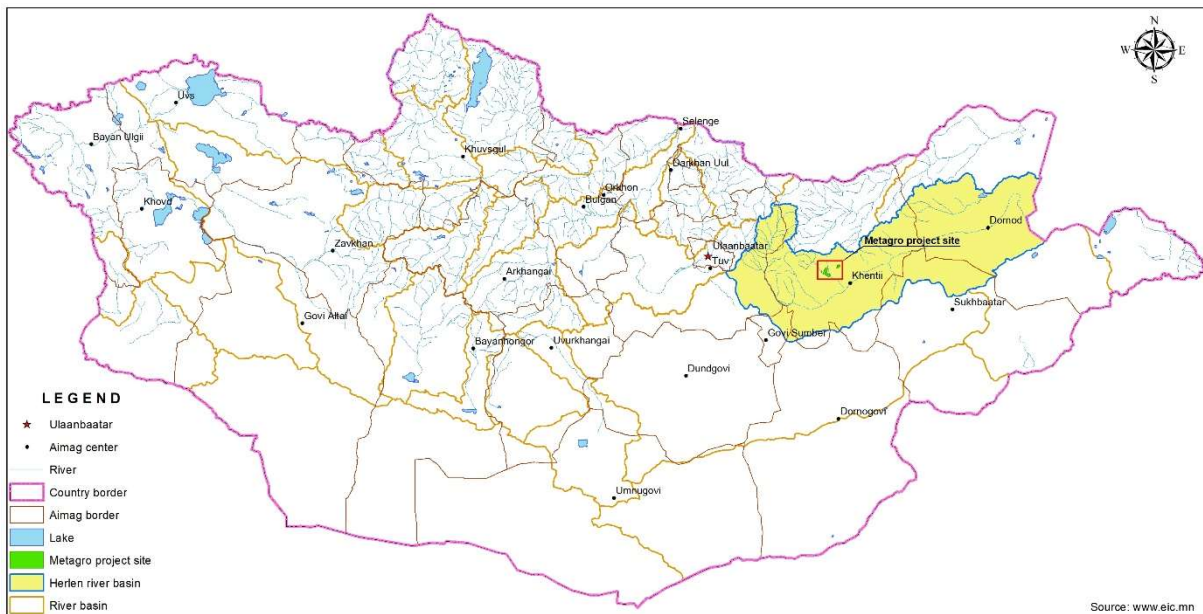 N
W E
S
Uvs
Bayan Ulgii
Selenge
Khuvsgul
Darkhan Uul
Orkhon
Bulgan
Khovd
Dornod
Metagro project site
Ulaanbaatar
Tuv
Zavkhan
Arkhangai
Khentii
Sukhbaatar
Govi Altai
Govi Sumber
Bayanhongor
Uvurkhangai
Dundgovi
Dornogovi
Umnugovi
LEGEND
Ulaanbaatar
Aimag center
River
Country border
Aimag border
Lake
Metagro project site
Herlen river basin
River basin
Source: www.eic.mn